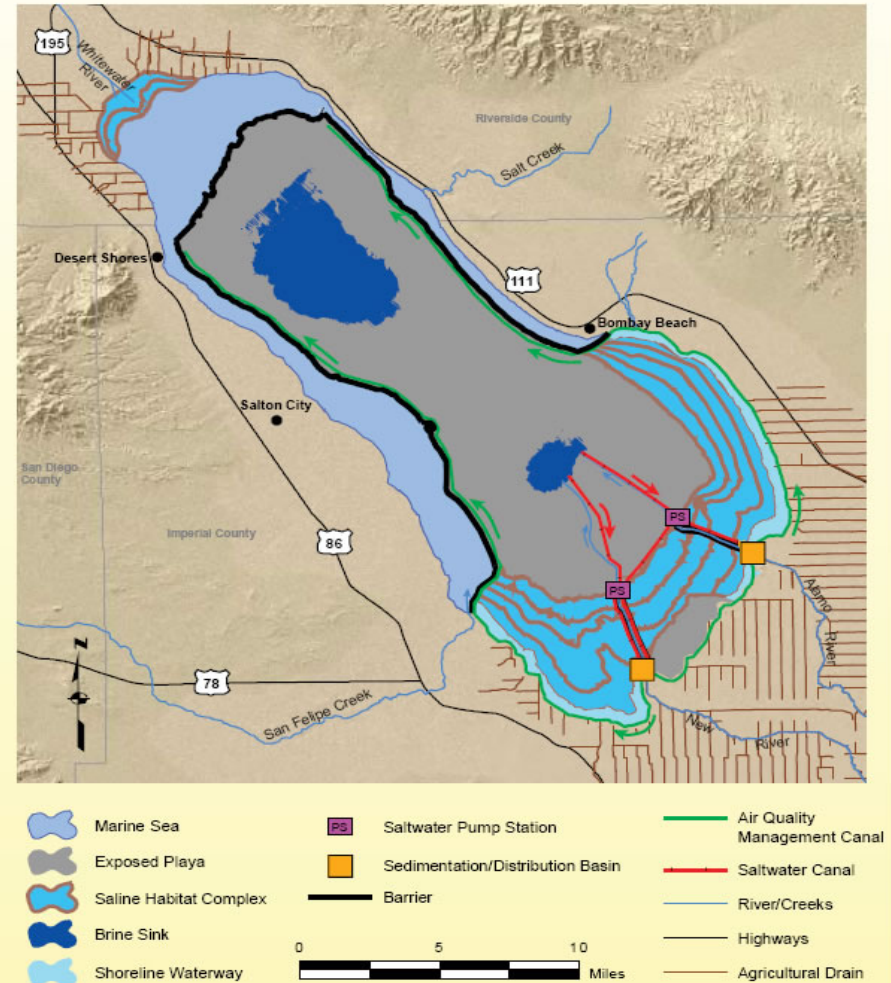 195
Whitewater
River
Riverside County
Salt Creek
Desert Shores
111
Bombay Beach
Salton City
San Diego
County
Imperial County
86
PS
PS
Alamo
River
N
78
San Felipe Creek
New
River
Marine Sea
Exposed Playa
Saline Habitat Complex
Brine Sink
Shoreline Waterway
PS
Saltwater Pump Station
Sedimentation/Distribution Basin
Barrier
0 5 10
Miles
Air Quality
Management Canal
Saltwater Canal
River/Creeks
Highways
Agricultural Drain